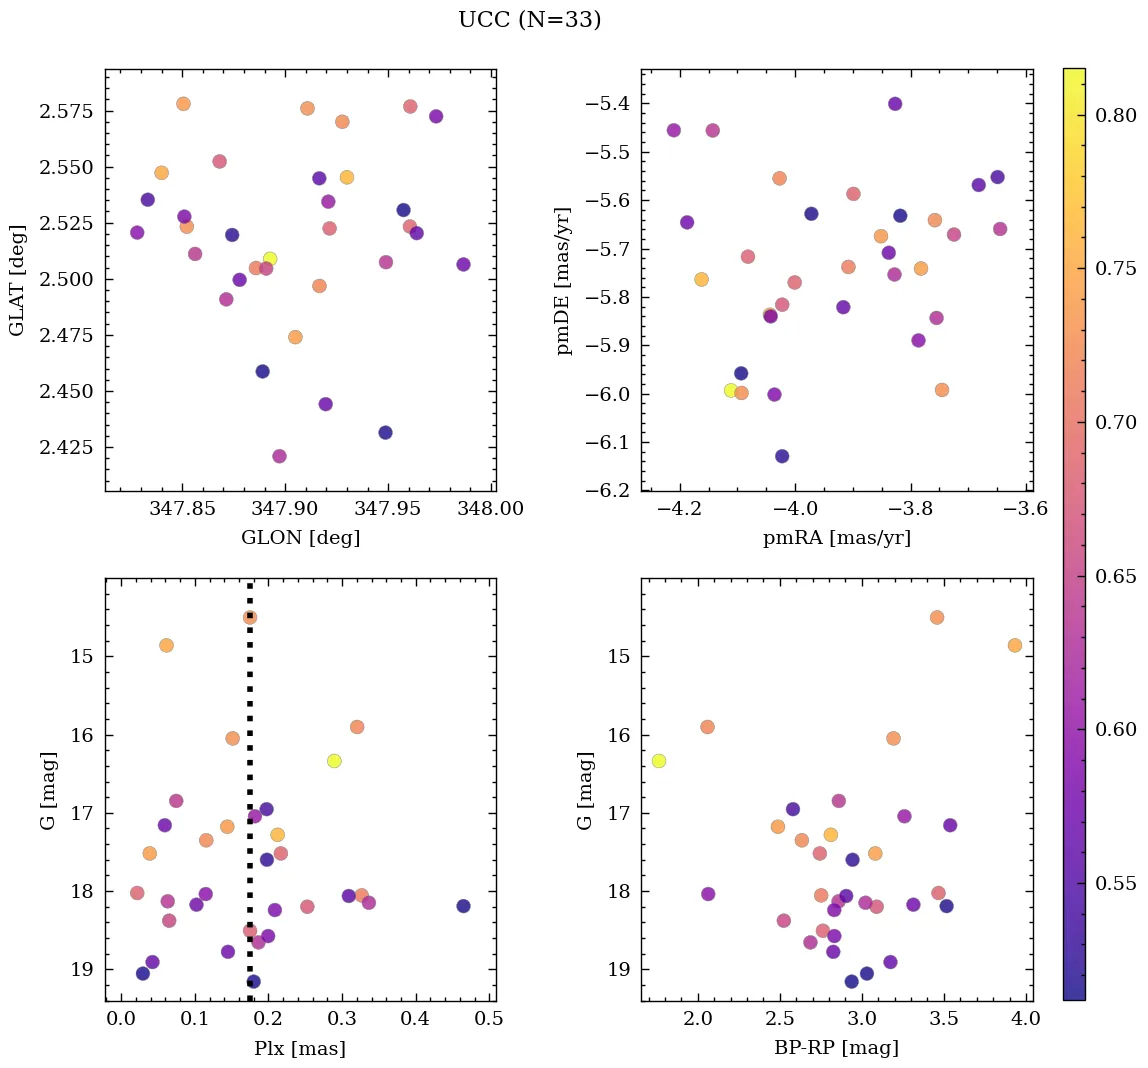 UCC (N=33)
2.575
2.550
2.525
2.500
2.475
2.450
2.425
GLAT [deg]
347.85 347.90 347.95 348.00
GLON [deg]
−5.4
−5.5
−5.6
−5.7
−5.8
−5.9
−6.0
−6.1
−6.2
pmDE [mas/yr]
−4.2 −4.0 −3.8 −3.6
pmRA [mas/yr]
15
16
17
18
19
G [mag]
0.0 0.1 0.2 0.3 0.4 0.5
Plx [mas]
15
16
17
18
19
G [mag]
2.0 2.5 3.0 3.5 4.0
BP-RP [mag]
0.80
0.75
0.70
0.65
0.60
0.55